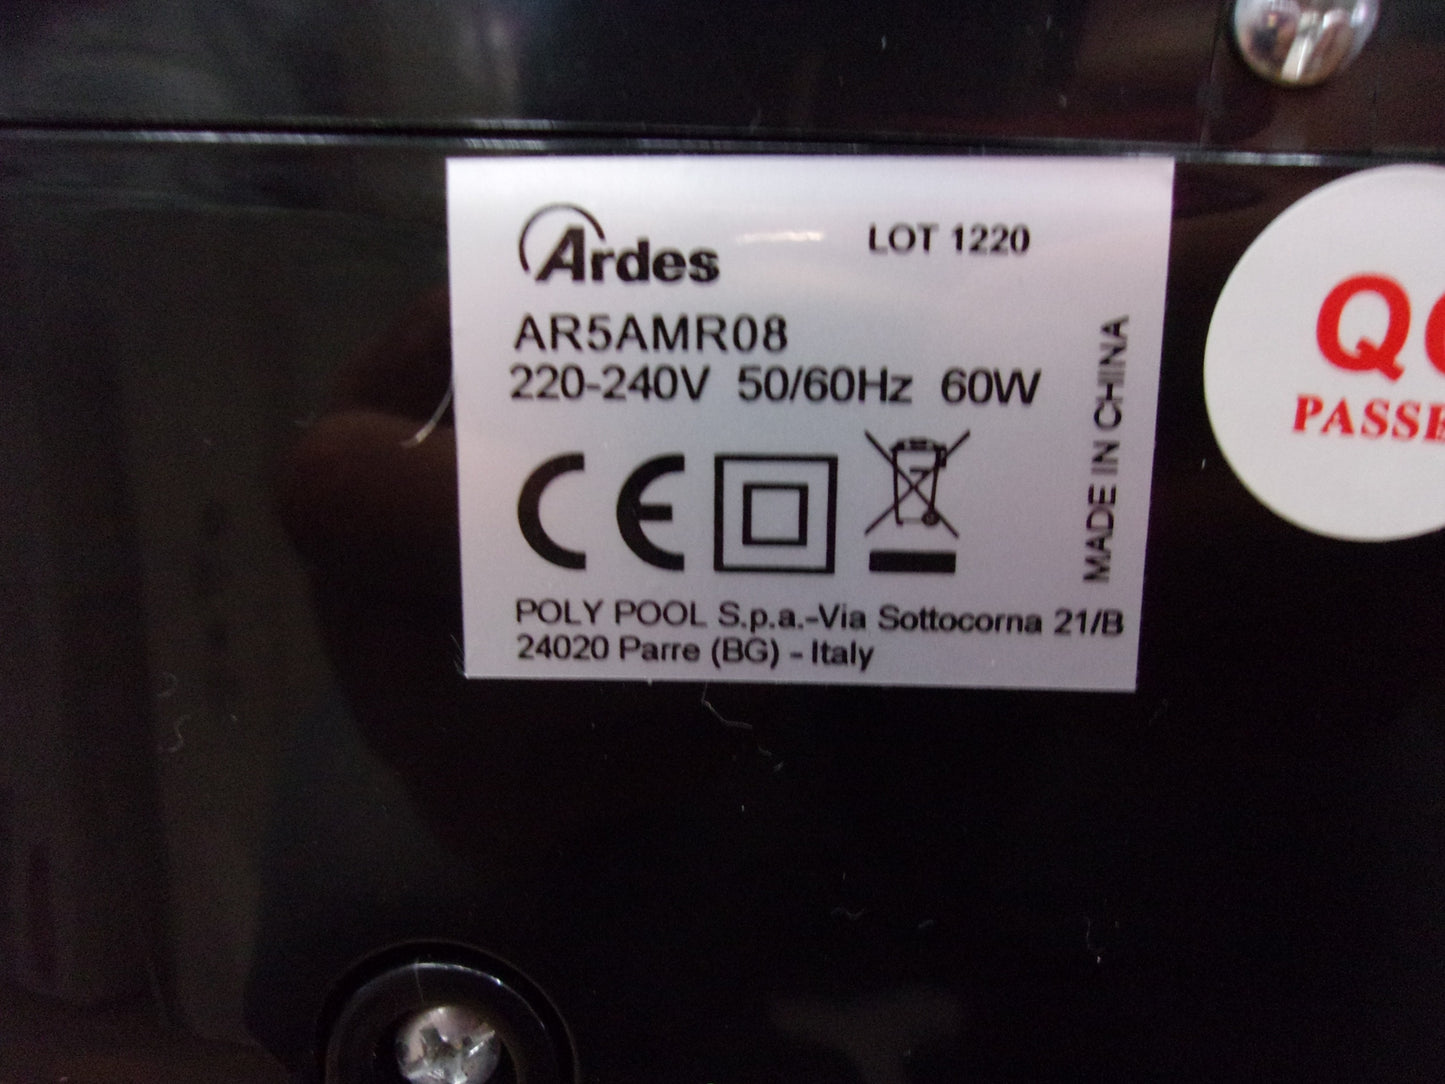 Ardes
LOT 1220
AR5AMR08
220-240V 50/60Hz 60W
MADE IN CHINA
CE
POLY POOL S.p.a.-Via Sottocorna 21/B
24020 Parre (BG) - Italy